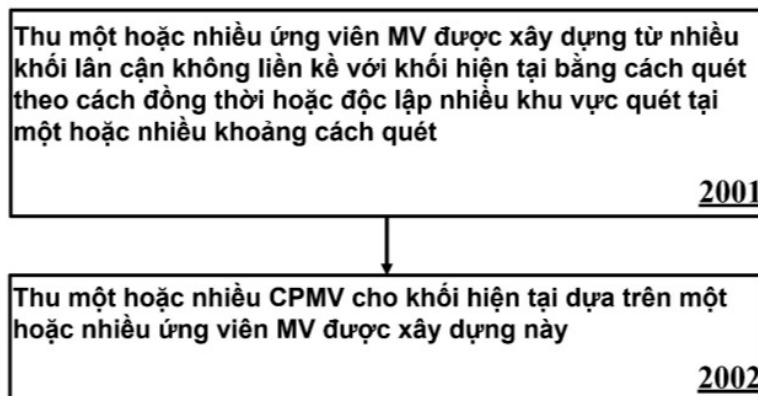 Thu một hoặc nhiều ứng viên MV được xây dựng từ nhiều
khối lân cận không liền kề với khối hiện tại bằng cách quét
theo cách đồng thời hoặc độc lập nhiều khu vực quét tại
một hoặc nhiều khoảng cách quét
2001
Thu một hoặc nhiều CPMV cho khối hiện tại dựa trên một
hoặc nhiều ứng viên MV được xây dựng này
2002